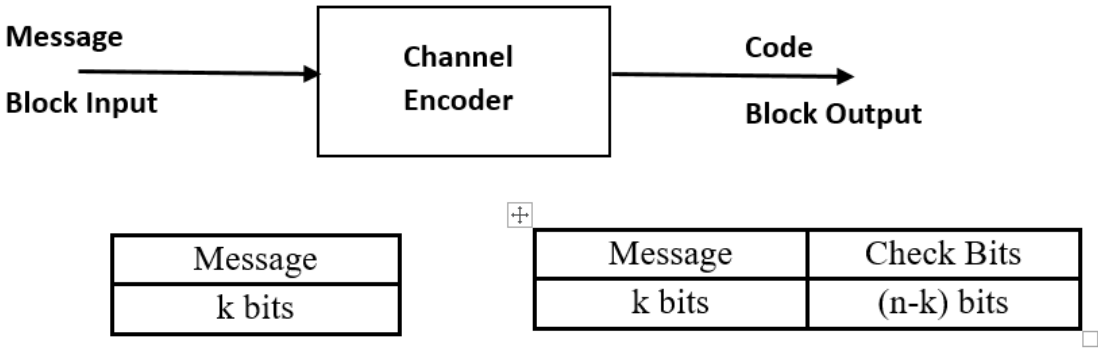 Message
Block Input
Channel
Encoder
Code
Block Output
Message
k bits
Message Check Bits
k bits (n-k) bits